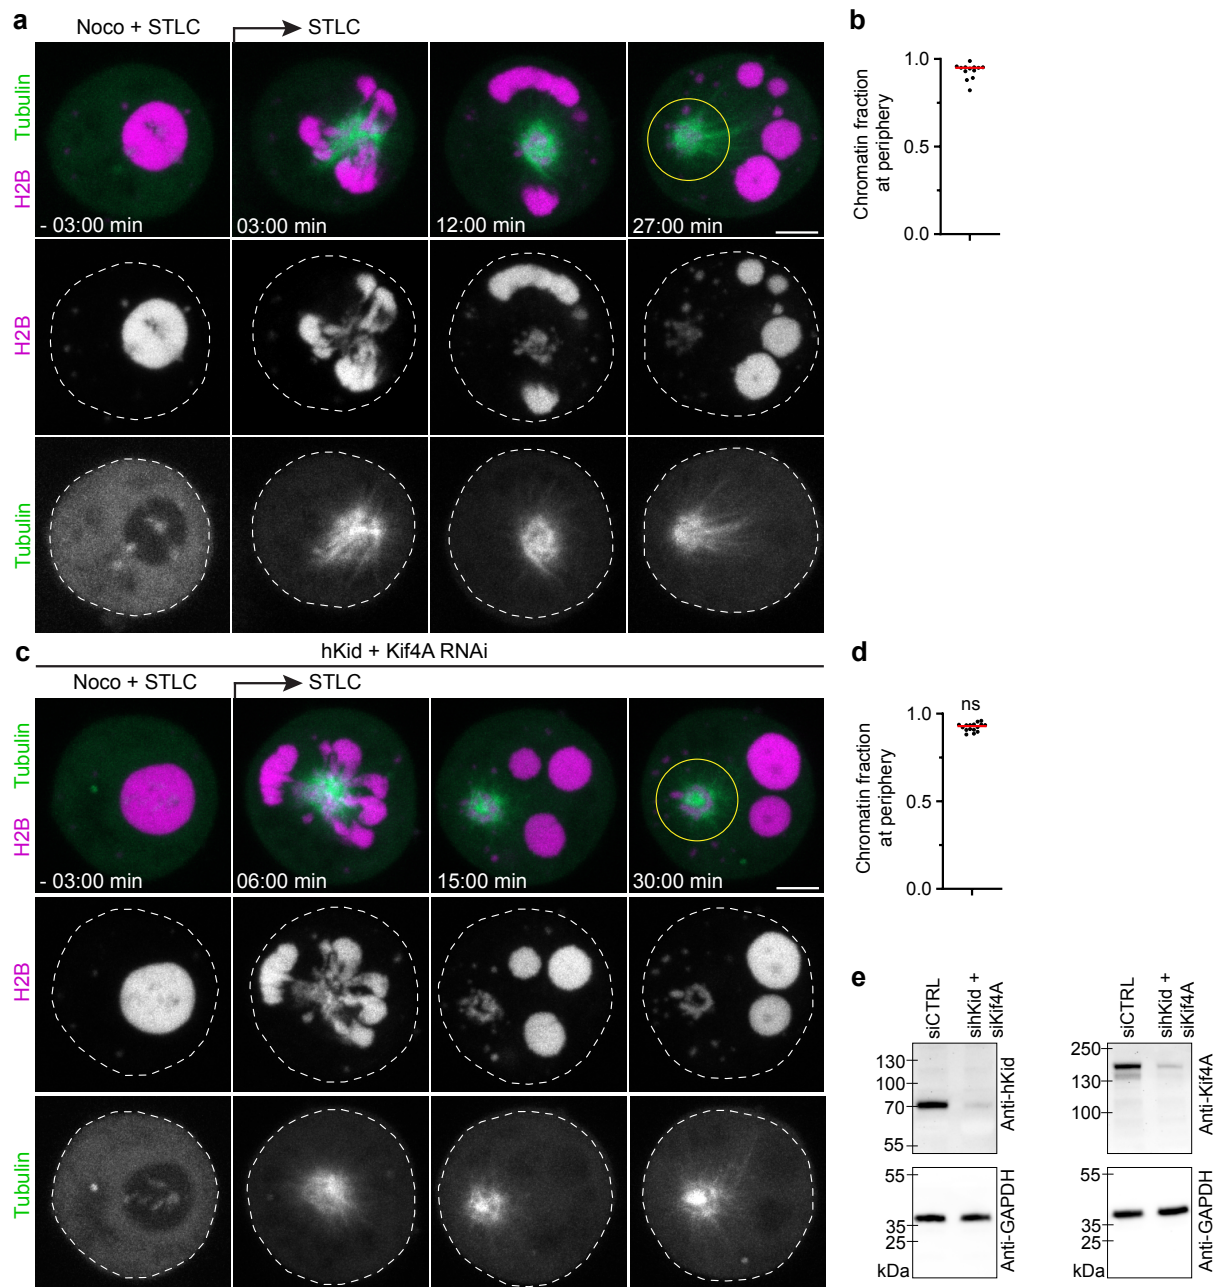 a
Noco + STLC
STLC
Tubulin
H2B
- 03:00 min
03:00 min
12:00 min
27:00 min
H2B
Tubulin
b
Chromatin fraction
at periphery
1.0
0.5
0.0
c
hKid + Kif4A RNAi
Noco + STLC
STLC
Tubulin
H2B
- 03:00 min
06:00 min
15:00 min
30:00 min
H2B
Tubulin
d
ns
Chromatin fraction
at periphery
1.0
0.5
0.0
e
siCTRL
sihKid +
siKif4A
130
100
70
55
Anti-hKid
55
35
25
kDa
Anti-GAPDH
siCTRL
sihKid +
siKif4A
250
130
100
Anti-Kif4A
55
35
25
kDa
Anti-GAPDH